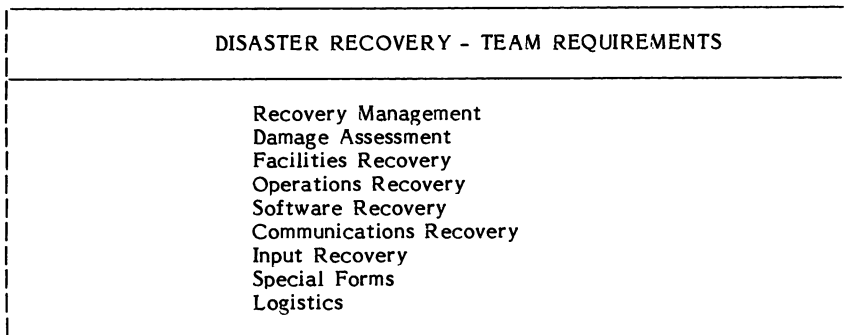 DISASTER RECOVERY - TEAM REQUIREMENTS
Recovery Management
Damage Assessment
Facilities Recovery
Operations Recovery
Software Recovery
Communications Recovery
Input Recovery
Special Forms
Logistics